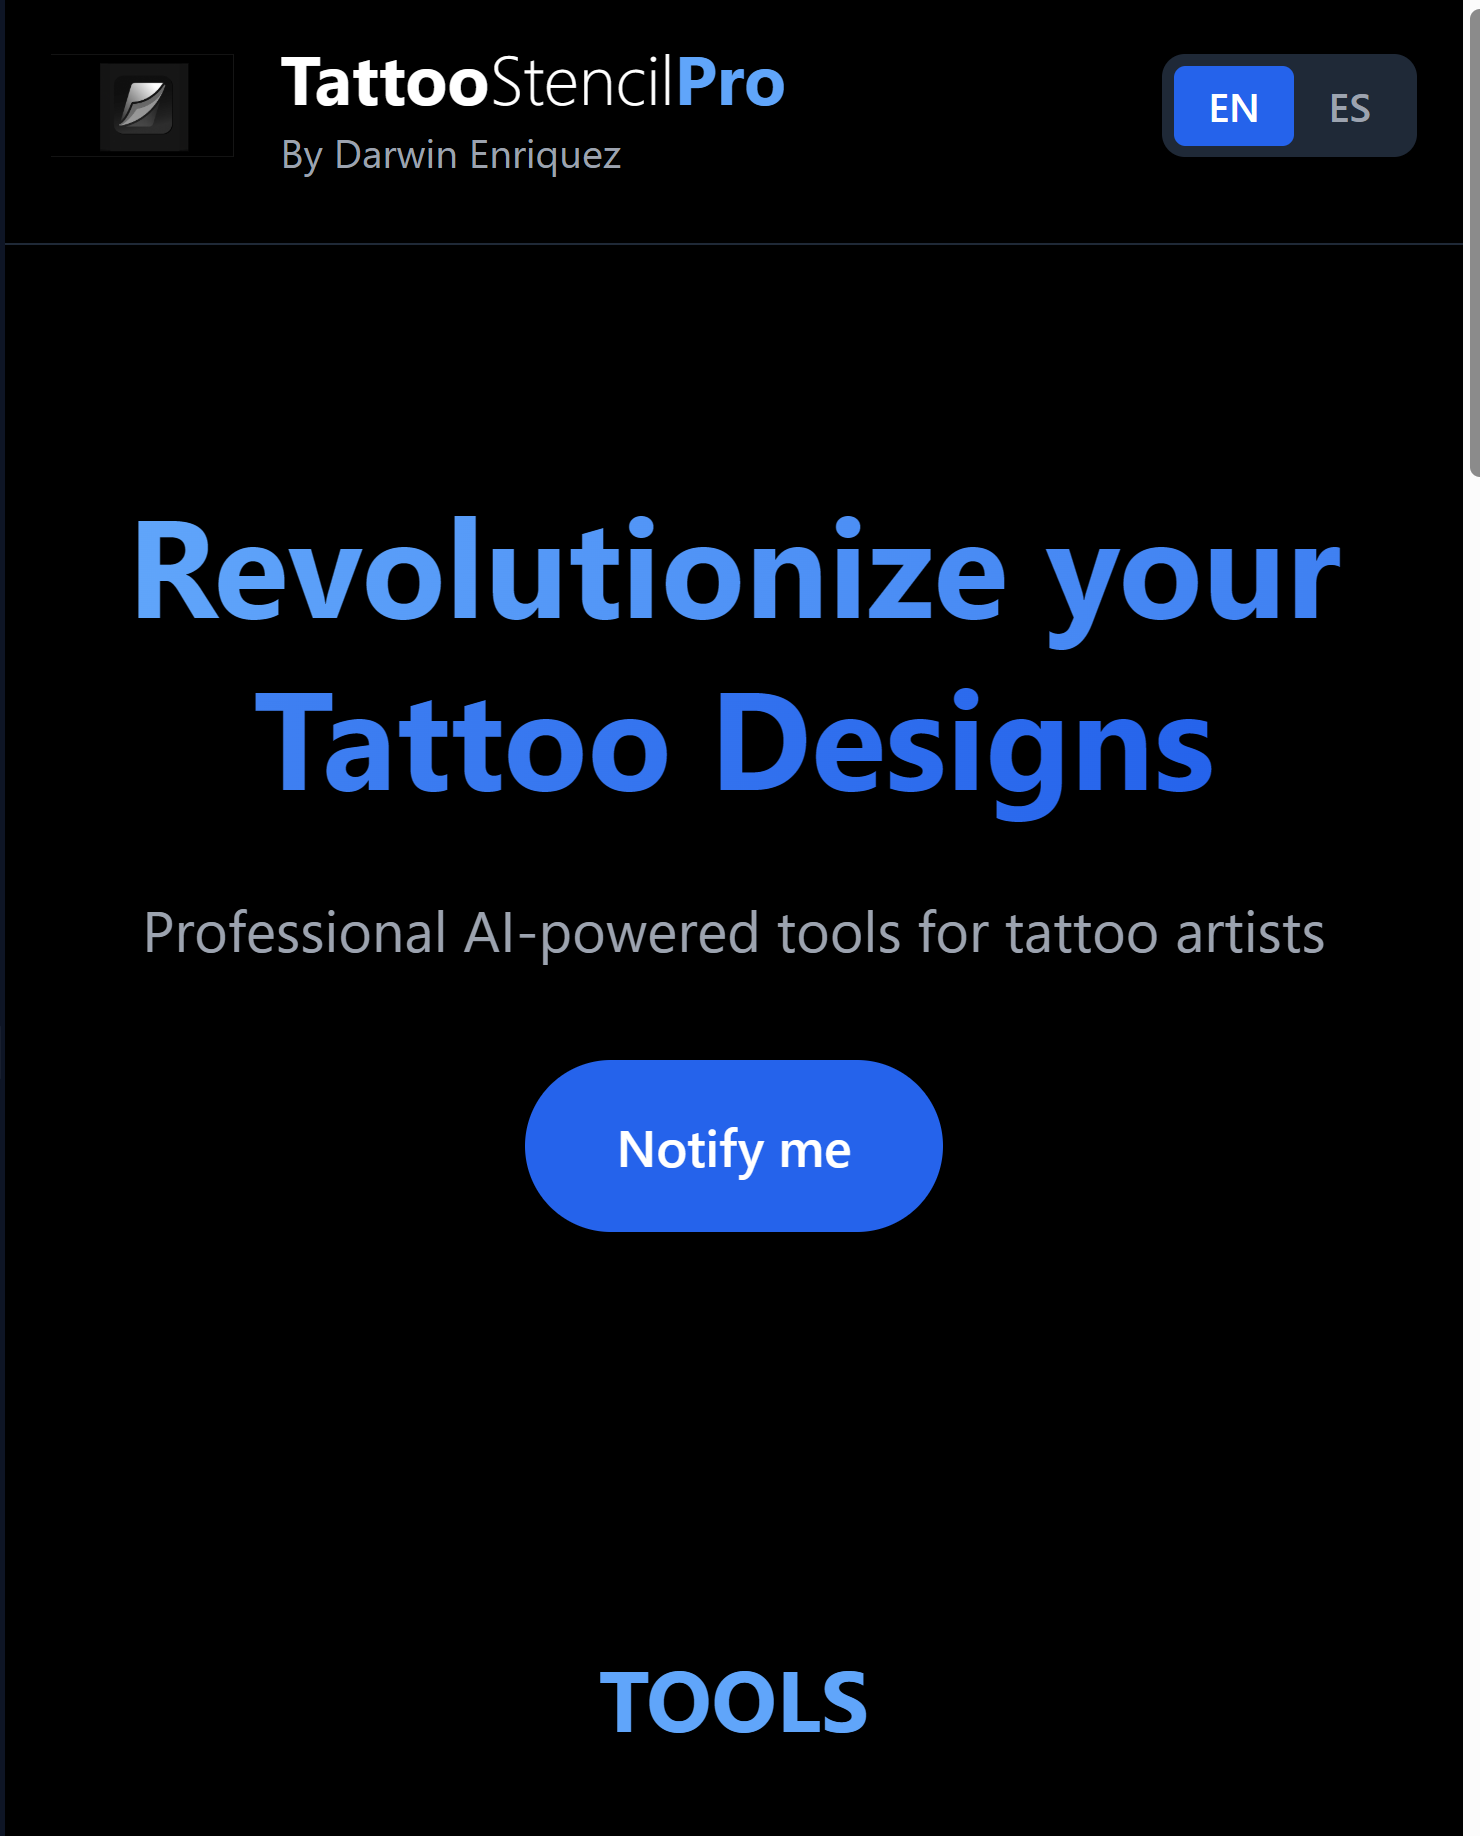 TattooStencilPro
By Darwin Enriquez
EN ES
Revolutionize your
Tattoo Designs
Professional AI-powered tools for tattoo artists
Notify me
TOOLS